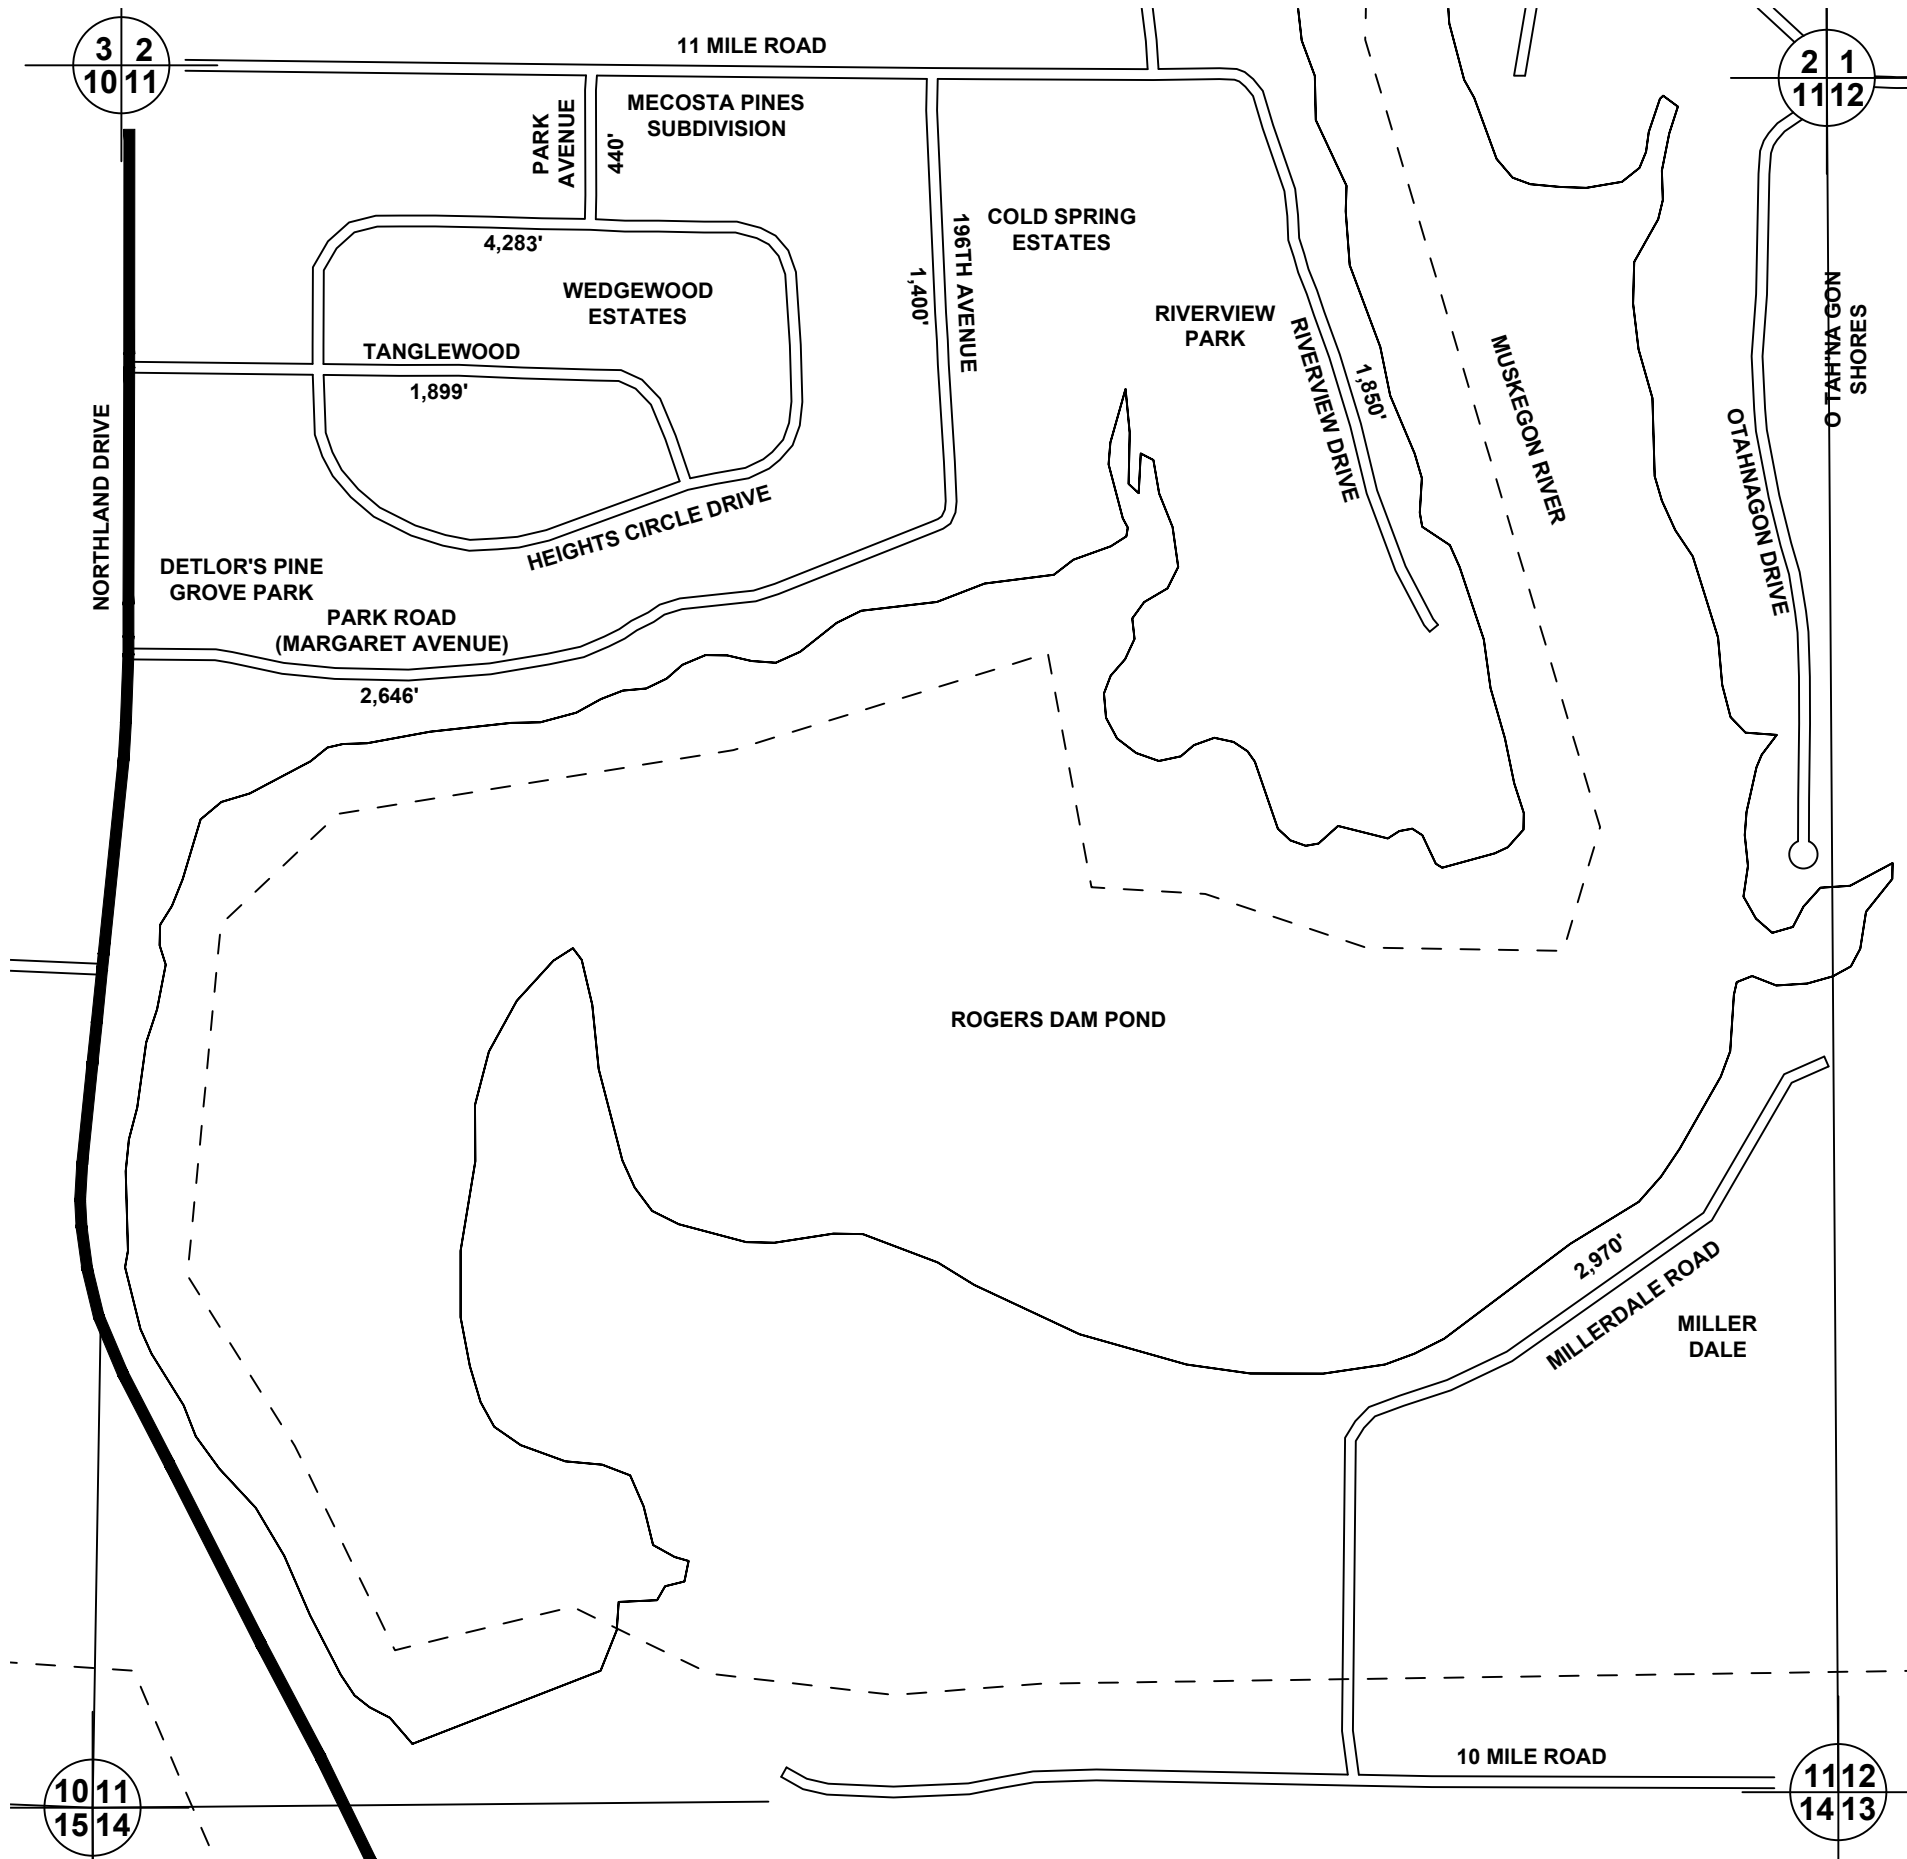 3 2
10 11
11 MILE ROAD
2 1
11 12
PARK
AVENUE
440'
MECOSTA PINES
SUBDIVISION
4,283'
WEDGEWOOD
ESTATES
196TH AVENUE
1,400'
COLD SPRING
ESTATES
RIVERVIEW
PARK
RIVERVIEW DRIVE
1,850'
MUSKEGON RIVER
O TAH'NA GON
SHORES
OTAHNAGON DRIVE
TANGLEWOOD
1,899'
NORTHLAND DRIVE
HEIGHTS CIRCLE DRIVE
DETLOR'S PINE
GROVE PARK
PARK ROAD
(MARGARET AVENUE)
2,646'
ROGERS DAM POND
2,970'
MILLERDALE ROAD
MILLER
DALE
10 MILE ROAD
10 11
15 14
11 12
14 13